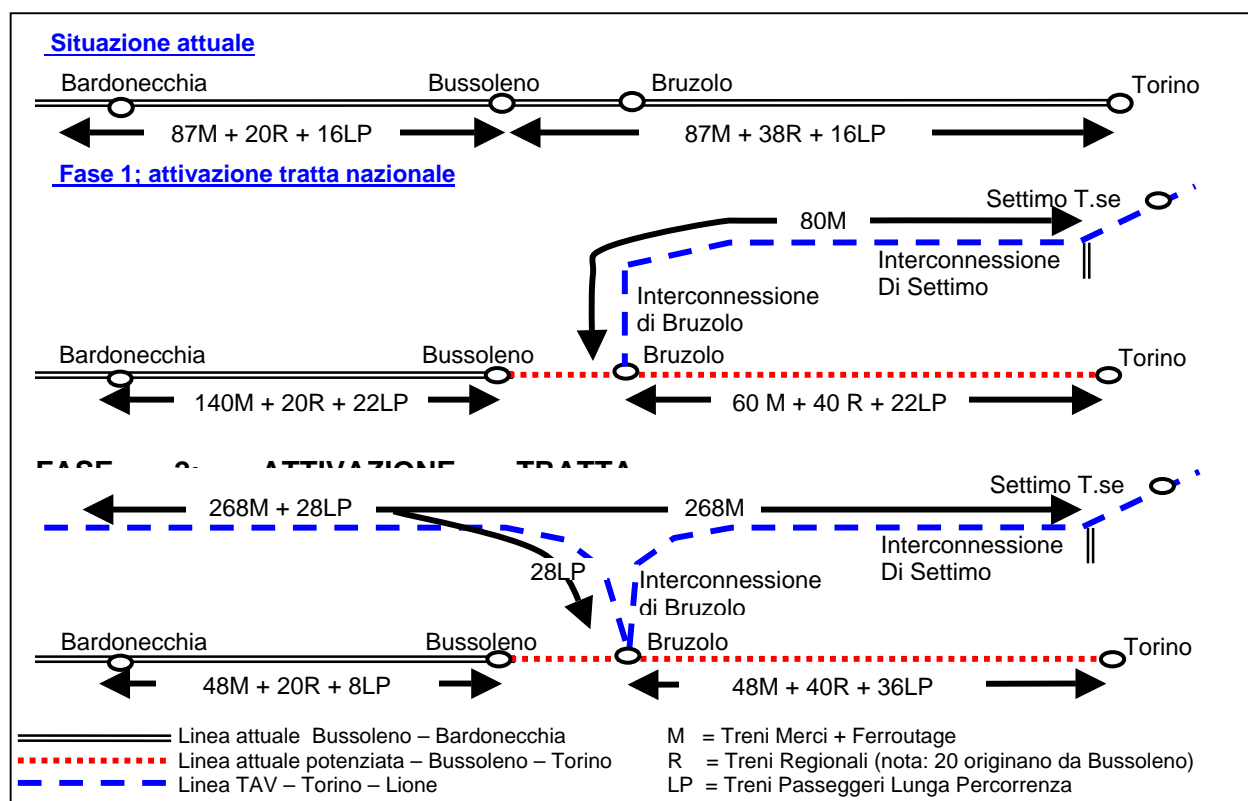 Situazione attuale
Bardonecchia
Bussoleno
Bruzolo
Torino
87M + 20R + 16LP
87M + 38R + 16LP
Fase 1; attivazione tratta nazionale
Settimo T.se
80M
Interconnessione
Di Settimo
Interconnessione
di Bruzolo
Bardonecchia
Bussoleno
Bruzolo
Torino
140M + 20R + 22LP
60 M + 40 R + 22LP
FASE 2: ATTIVAZIONE TRATTA
Settimo T.se
268M + 28LP
268M
Interconnessione
Di Settimo
28LP
Interconnessione
di Bruzolo
Bardonecchia
Bussoleno
Bruzolo
Torino
48M + 20R + 8LP
48M + 40R + 36LP
Linea attuale Bussoleno – Bardonecchia
Linea attuale potenziata – Bussoleno – Torino
Linea TAV – Torino – Lione
M = Treni Merci + Ferroutage
R = Treni Regionali (nota: 20 originano da Bussoleno)
LP = Treni Passeggeri Lunga Percorrenza